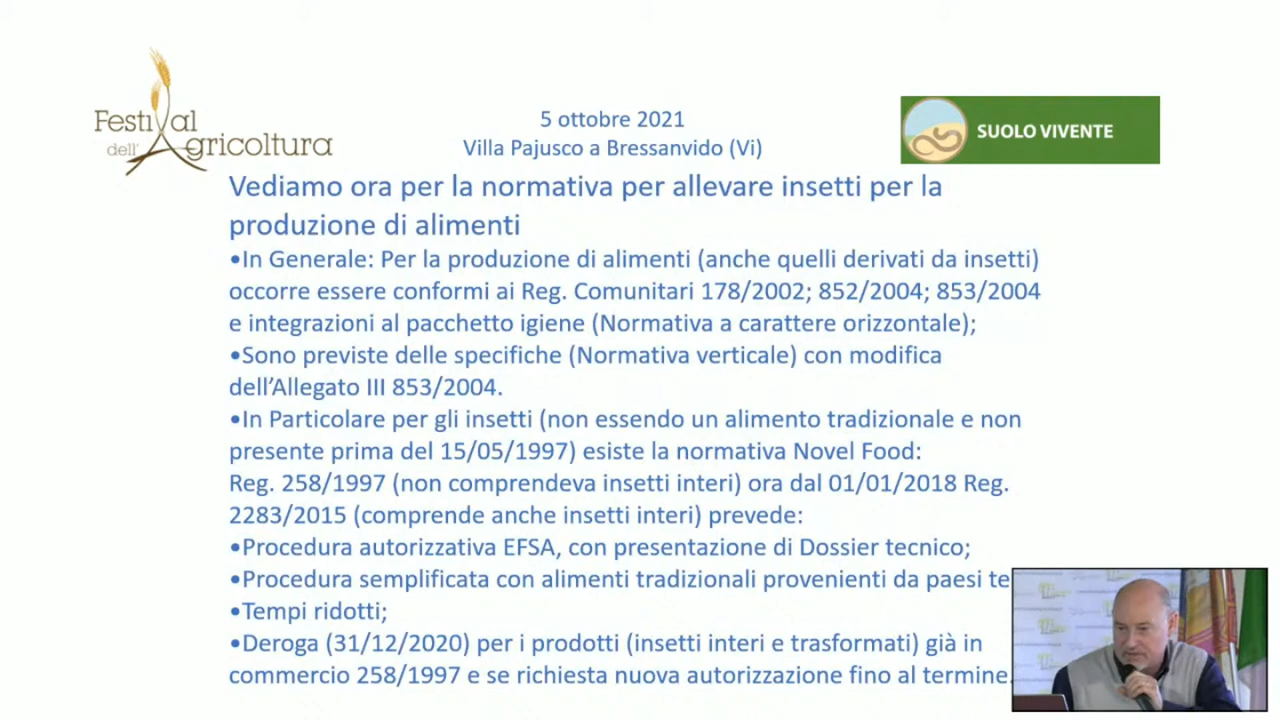 Festival
dell'Agricoltura
5 ottobre 2021
Villa Pajusco a Bressanvido (Vi)
SUOLO VIVENTE
Vediamo ora per la normativa per allevare insetti per la
produzione di alimenti
•In Generale: Per la produzione di alimenti (anche quelli derivati da insetti)
occorre essere conformi ai Reg. Comunitari 178/2002; 852/2004; 853/2004
e integrazioni al pacchetto igiene (Normativa a carattere orizzontale);
•Sono previste delle specifiche (Normativa verticale) con modifica
dell’Allegato III 853/2004.
•In Particolare per gli insetti (non essendo un alimento tradizionale e non
presente prima del 15/05/1997) esiste la normativa Novel Food:
Reg. 258/1997 (non comprendeva insetti interi) ora dal 01/01/2018 Reg.
2283/2015 (comprende anche insetti interi) prevede:
•Procedura autorizzativa EFSA, con presentazione di Dossier tecnico;
•Procedura semplificata con alimenti tradizionali provenienti da paesi te
•Tempi ridotti;
•Deroga (31/12/2020) per i prodotti (insetti interi e trasformati) già in
commercio 258/1997 e se richiesta nuova autorizzazione fino al termine.